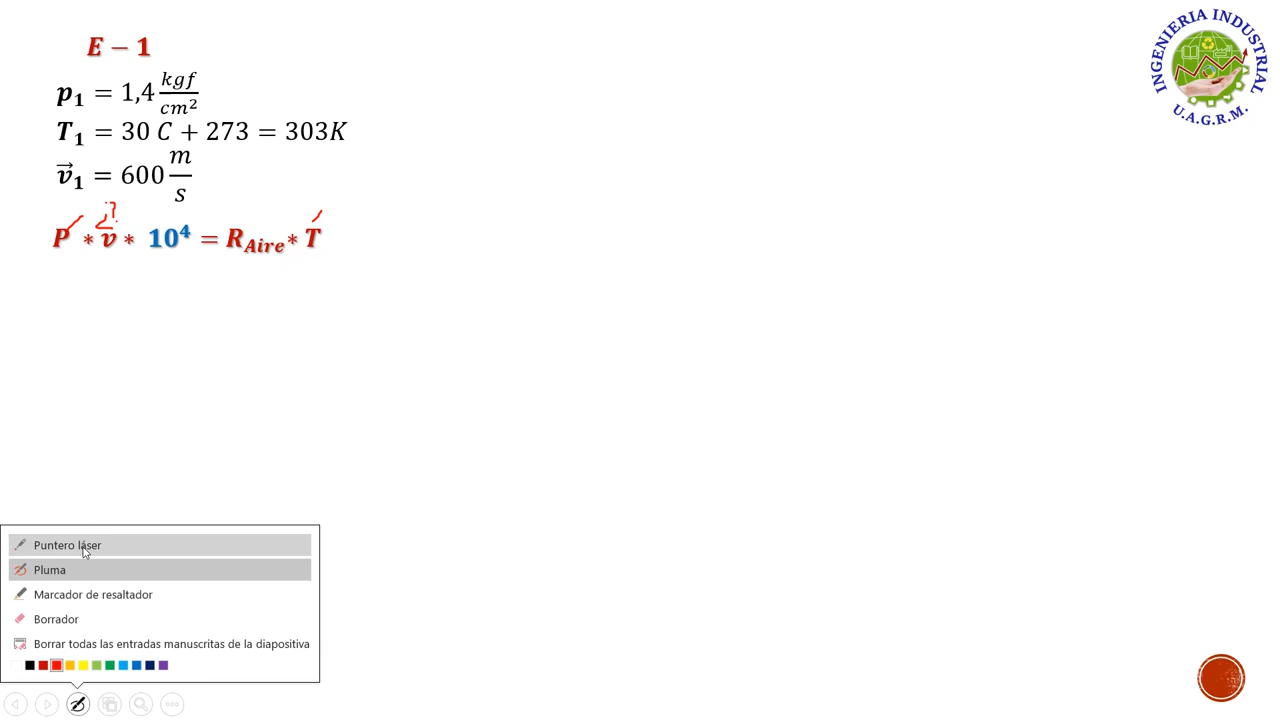 E − 1
p₁ = 1,4 kgf/cm²
T₁ = 30 C + 273 = 303K
v⃗₁ = 600 m/s
P * v * 10⁴ = R_Aire * T
INGENIERIA INDUSTRIAL
U.A.G.R.M.
Puntero láser
Pluma
Marcador de resaltador
Borrador
Borrar todas las entradas manuscritas de la diapositiva